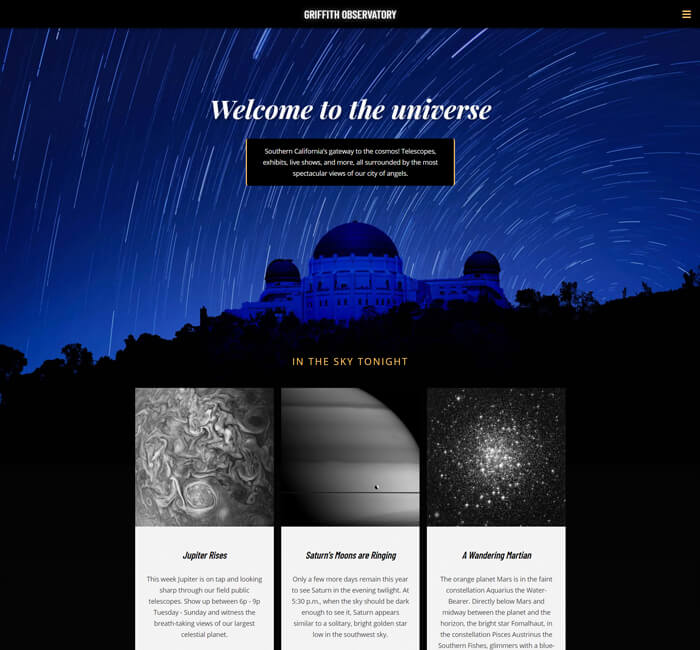 GRIFFITH OBSERVATORY
Welcome to the universe
Southern California's gateway to the cosmos! Telescopes,
exhibits, live shows, and more, all surrounded by the most
spectacular views of our city of angels.
IN THE SKY TONIGHT
Jupiter Rises
This week Jupiter is on tap and looking
sharp through our field public
telescopes. Show up between 6p - 9p
Tuesday - Sunday and witness the
breath-taking views of our largest
celestial planet.
Saturn's Moons are Ringing
Only a few more days remain this year
to see Saturn in the evening twilight. At
5:30 p.m., when the sky should be dark
enough to see it, Saturn appears
similar to a solitary, bright golden star
low in the southwest sky.
A Wandering Martian
The orange planet Mars is in the faint
constellation Aquarius the Water-
Bearer. Directly below Mars and
midway between the planet and the
horizon, the bright star Fomalhaut, in
the constellation Pisces Austrinus the
Southern Fishes, glimmers with a blue-